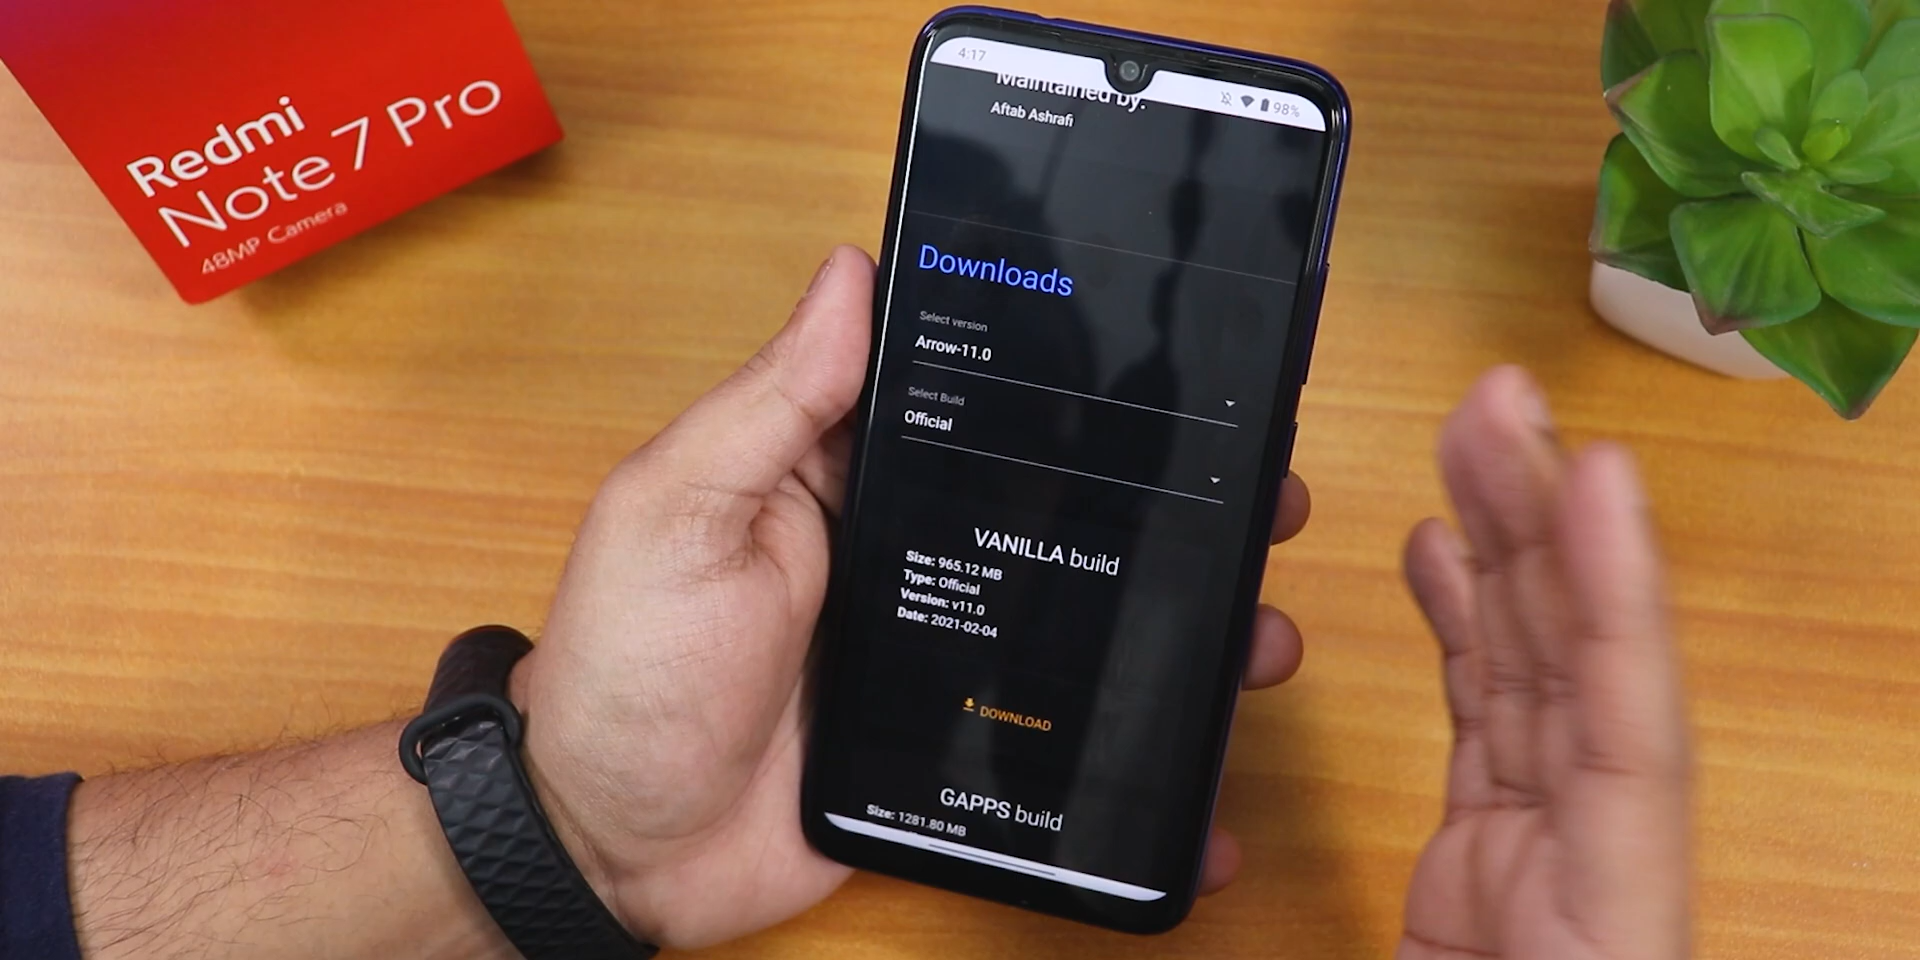 Redmi
Note 7 Pro
48MP Camera
4:17
98%
Maintained by:
Aftab Ashrafi
Downloads
Select version
Arrow-11.0
Select Build
Official
VANILLA build
Size: 965.12 MB
Type: Official
Version: v11.0
Date: 2021-02-04
DOWNLOAD
GAPPS build
Size: 1281.80 MB